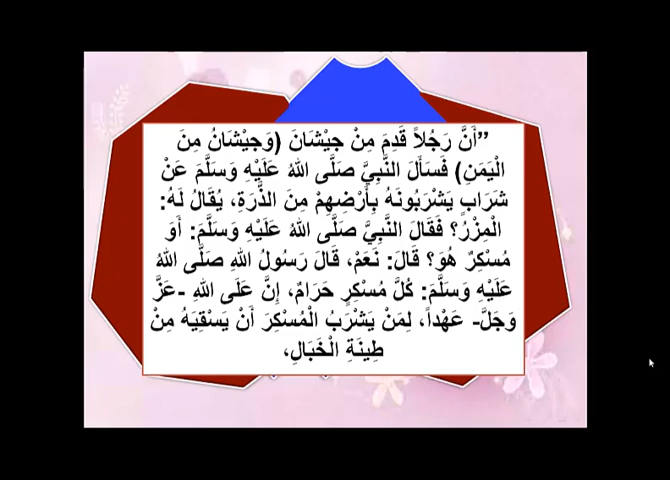 ”أَنَّ رَجُلاً قَدِمَ مِنْ جَيْشَانَ (وَجَيْشَانُ مِنَ
الْيَمَنِ) فَسَأَلَ النَّبِيَّ صَلَّى اللهُ عَلَيْهِ وَسَلَّمَ عَنْ
شَرَابٍ يَشْرَبُونَهُ بِأَرْضِهِمْ مِنَ الذُّرَةِ، يُقَالُ لَهُ:
الْمِزْرُ؟ فَقَالَ النَّبِيُّ صَلَّى اللهُ عَلَيْهِ وَسَلَّمَ: أَوَ
مُسْكِرٌ هُوَ؟ قَالَ: نَعَمْ، قَالَ رَسُولُ اللهِ صَلَّى اللهُ
عَلَيْهِ وَسَلَّمَ: كُلُّ مُسْكِرٍ حَرَامٌ، إِنَّ عَلَى اللهِ -عَزَّ
وَجَلَّ- عَهْداً، لِمَنْ يَشْرَبُ الْمُسْكِرَ أَنْ يَسْقِيَهُ مِنْ
طِينَةِ الْخَبَالِ،